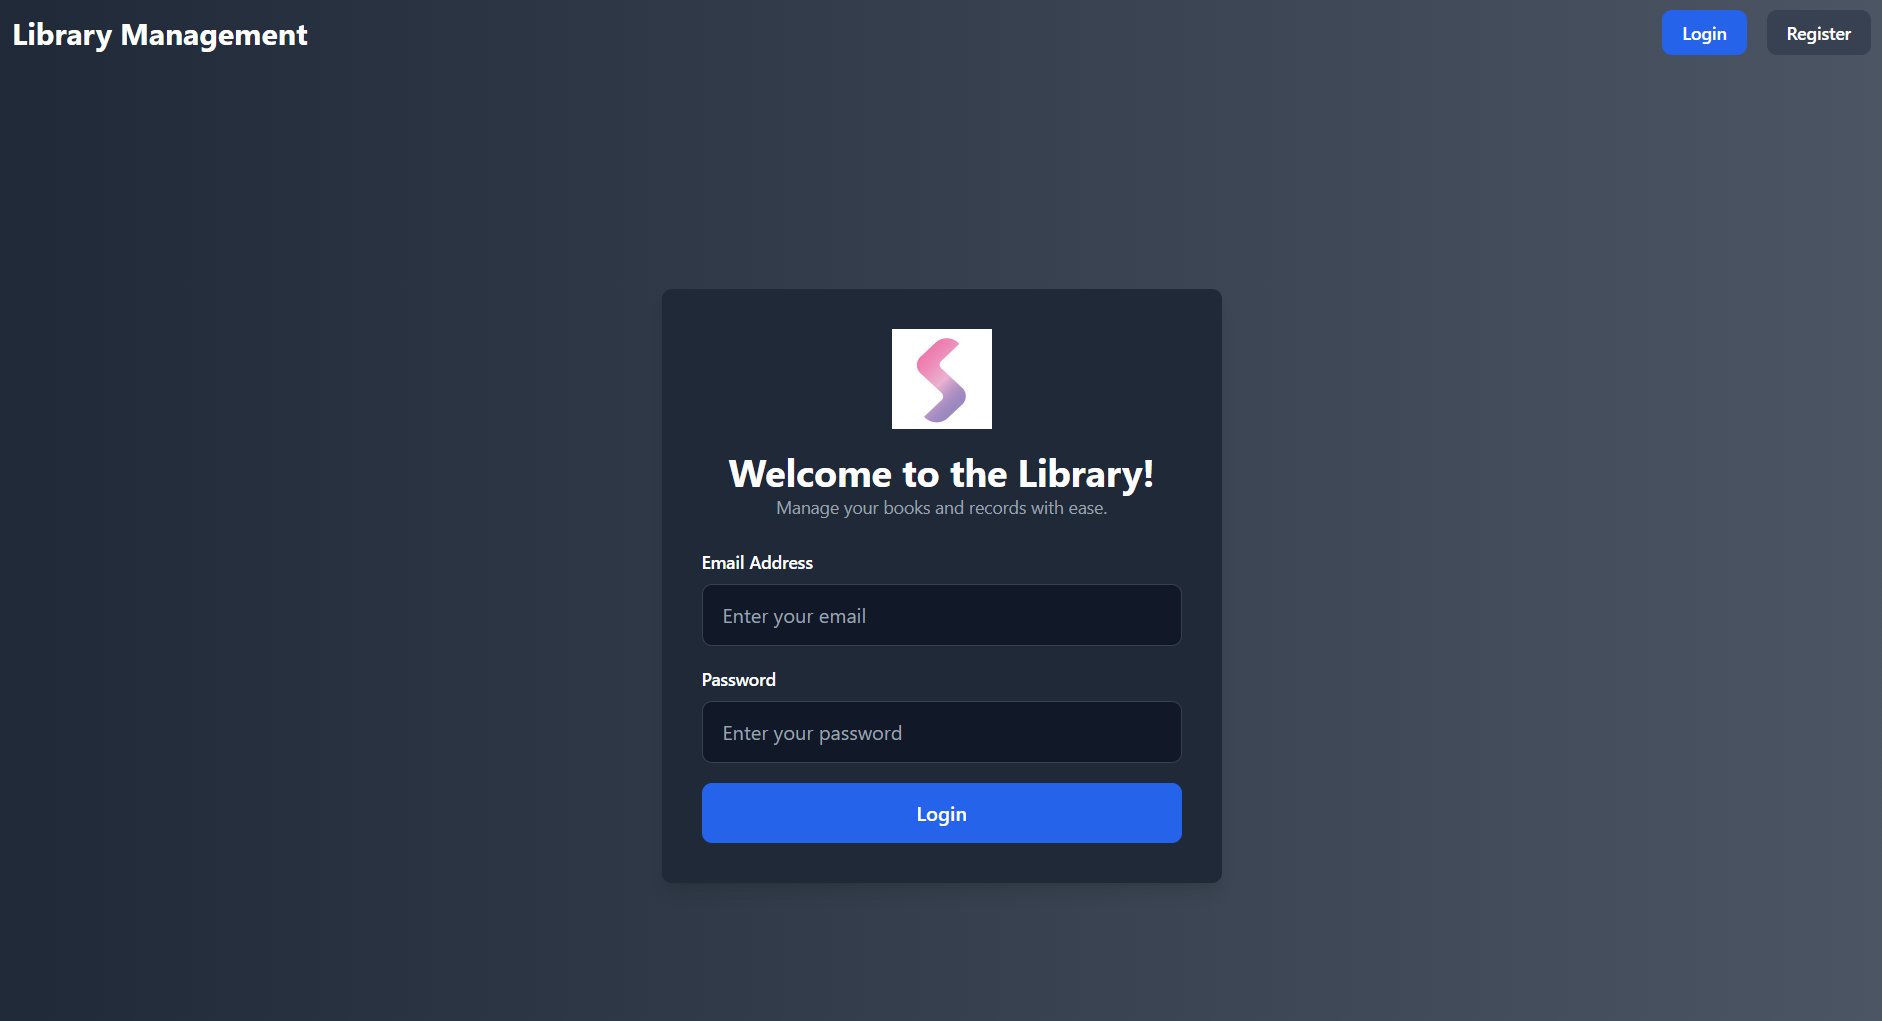 Library Management
Login
Register
Welcome to the Library!
Manage your books and records with ease.
Email Address
Enter your email
Password
Enter your password
Login